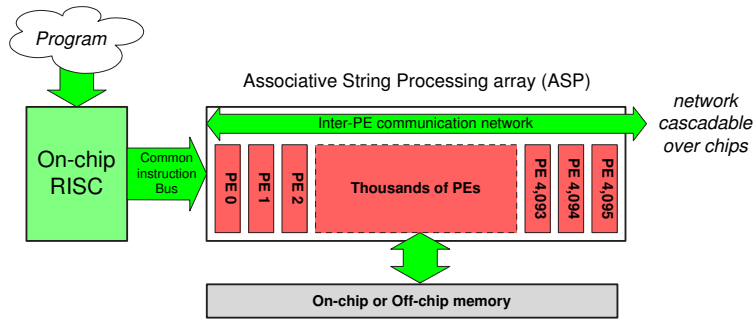 Program
Associative String Processing array (ASP)
network
cascadable
over chips
Inter-PE communication network
On-chip
RISC
Common
instruction
Bus
PE 0
PE 1
PE 2
Thousands of PEs
PE 4,093
PE 4,094
PE 4,095
On-chip or Off-chip memory